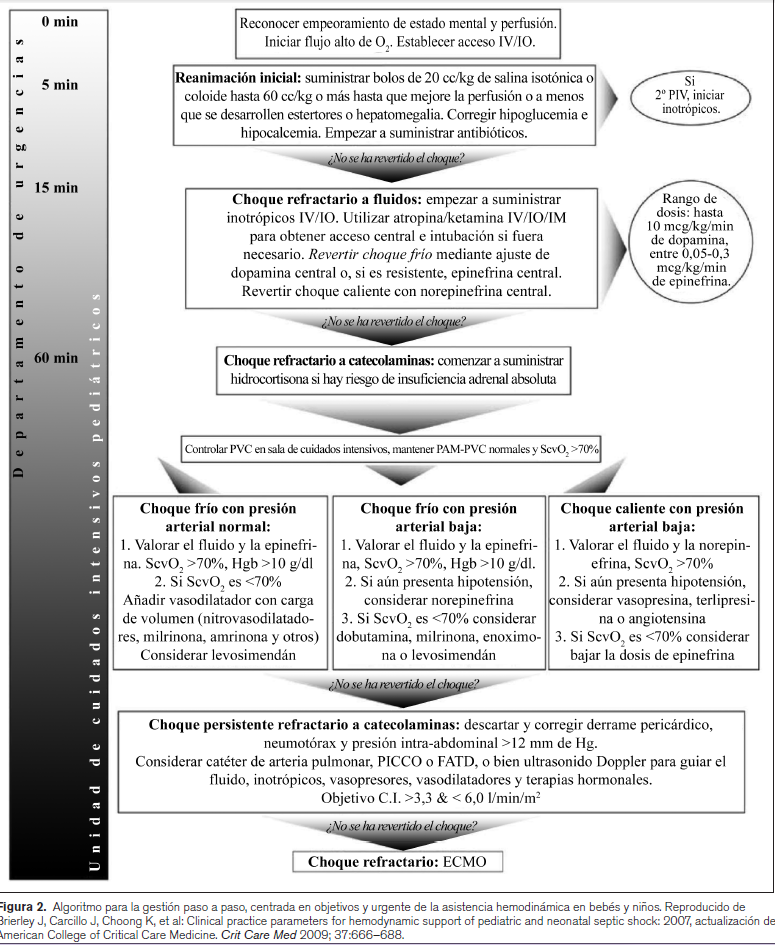 Departamento de urgencias
Unidad de cuidados intensivos pediátricos
0 min
Reconocer empeoramiento de estado mental y perfusión.
Iniciar flujo alto de O₂. Establecer acceso IV/IO.
5 min
Reanimación inicial: suministrar bolos de 20 cc/kg de salina isotónica o
coloide hasta 60 cc/kg o más hasta que mejore la perfusión o a menos
que se desarrollen estertores o hepatomegalia. Corregir hipoglucemia e
hipocalcemia. Empezar a suministrar antibióticos.
Si
2º PIV, iniciar
inotrópicos.
¿No se ha revertido el choque?
15 min
Choque refractario a fluidos: empezar a suministrar
inotrópicos IV/IO. Utilizar atropina/ketamina IV/IO/IM
para obtener acceso central e intubación si fuera
necesario. Revertir choque frío mediante ajuste de
dopamina central o, si es resistente, epinefrina central.
Revertir choque caliente con norepinefrina central.
Rango de
dosis: hasta
10 mcg/kg/min
de dopamina,
entre 0,05-0,3
mcg/kg/min
de epinefrina.
¿No se ha revertido el choque?
60 min
Choque refractario a catecolaminas: comenzar a suministrar
hidrocortisona si hay riesgo de insuficiencia adrenal absoluta
Controlar PVC en sala de cuidados intensivos, mantener PAM-PVC normales y ScvO₂ >70%
Choque frío con presión
arterial normal:
1. Valorar el fluido y la epinefri-
na. ScvO₂ >70%, Hgb >10 g/dl
2. Si ScvO₂ es <70%
Añadir vasodilatador con carga
de volumen (nitrovasodilatado-
res, milrinona, amrinona y otros)
Considerar levosimendán
Choque frío con presión
arterial baja:
1. Valorar el fluido y la epinefri-
na, ScvO₂ >70%, Hgb >10 g/dl.
2. Si aún presenta hipotensión,
considerar norepinefrina
3. Si ScvO₂ es <70% considerar
dobutamina, milrinona, enoximo-
na o levosimendán
Choque caliente con presión
arterial baja:
1. Valorar el fluido y la norepin-
efrina, ScvO₂ >70%
2. Si aún presenta hipotensión,
considerar vasopresina, terlipresi-
na o angiotensina
3. Si ScvO₂ es <70% considerar
bajar la dosis de epinefrina
¿No se ha revertido el choque?
Choque persistente refractario a catecolaminas: descartar y corregir derrame pericárdico,
neumotórax y presión intra-abdominal >12 mm de Hg.
Considerar catéter de arteria pulmonar, PICCO o FATD, o bien ultrasonido Doppler para guiar el
fluido, inotrópicos, vasopresores, vasodilatadores y terapias hormonales.
Objetivo C.I. >3,3 & < 6,0 l/min/m²
¿No se ha revertido el choque?
Choque refractario: ECMO
Figura 2. Algoritmo para la gestión paso a paso, centrada en objetivos y urgente de la asistencia hemodinámica en bebés y niños. Reproducido de
Brierley J, Carcillo J, Choong K, et al: Clinical practice parameters for hemodynamic support of pediatric and neonatal septic shock: 2007, actualización de
American College of Critical Care Medicine. Crit Care Med 2009; 37:666–688.